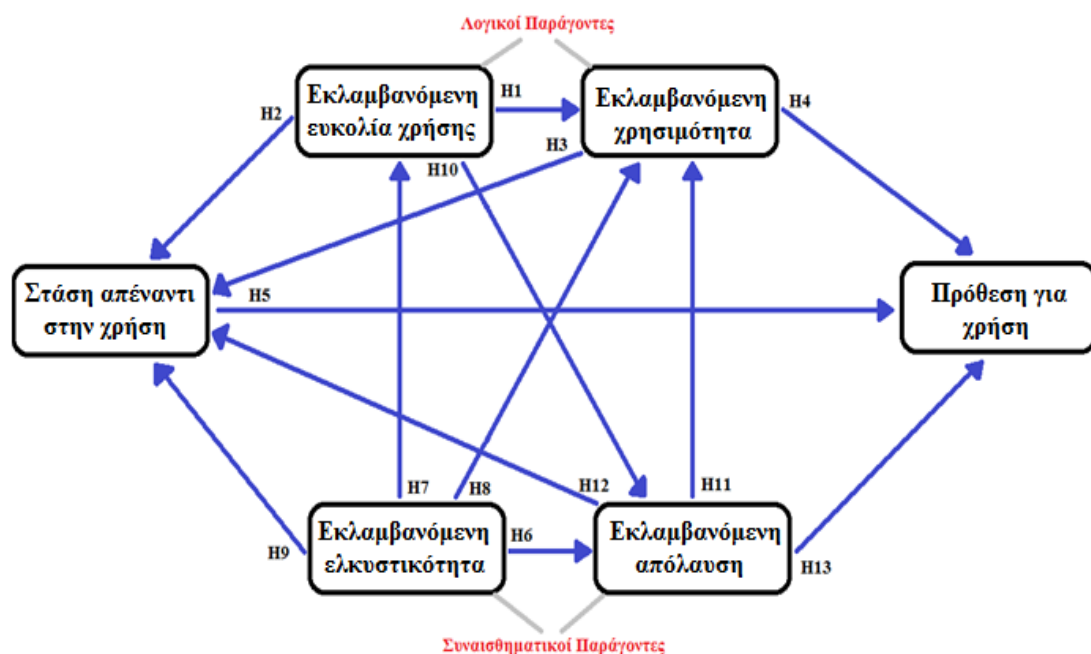 Λογικοί Παράγοντες
Εκλαμβανόμενη
ευκολία χρήσης
H1
Εκλαμβανόμενη
χρησιμότητα
H2
H4
H10
H3
Στάση απέναντι
στην χρήση
H5
Πρόθεση για
χρήση
H7
H8
H12
H11
Εκλαμβανόμενη
ελκυστικότητα
H6
Εκλαμβανόμενη
απόλαυση
H9
H13
Συναισθηματικοί Παράγοντες